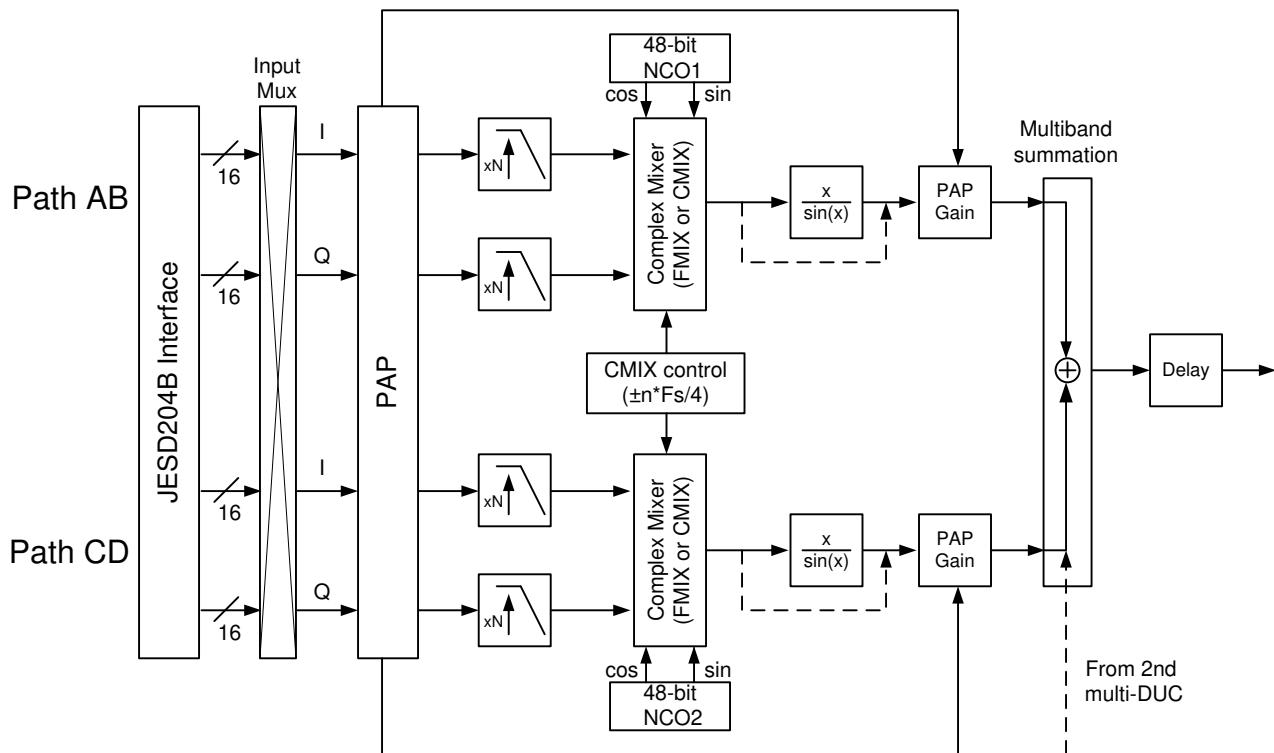 48-bit
NCO1
cos
sin
Input
Mux
Multiband
summation
JESD204B Interface
Path AB
16
I
16
Q
PAP
xN
xN
Complex Mixer
(FMIX or CMIX)
x
sin(x)
PAP
Gain
CMIX control
(±n*Fs/4)
Delay
Path CD
16
I
16
Q
xN
xN
Complex Mixer
(FMIX or CMIX)
x
sin(x)
PAP
Gain
cos
sin
48-bit
NCO2
From 2nd
multi-DUC